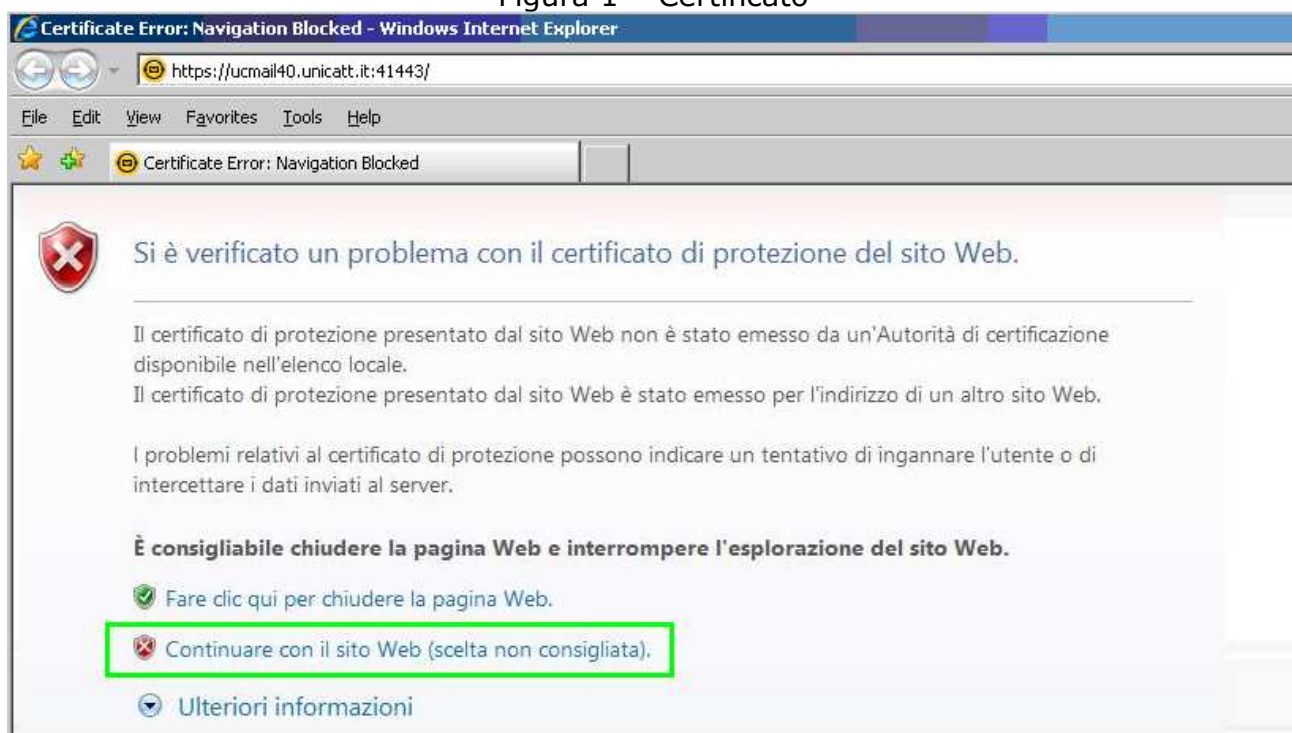 Figura 1 – Certificato
Certificate Error: Navigation Blocked - Windows Internet Explorer
https://ucmail40.unicatt.it:41443/
File Edit View Favorites Tools Help
Certificate Error: Navigation Blocked
Si è verificato un problema con il certificato di protezione del sito Web.
Il certificato di protezione presentato dal sito Web non è stato emesso da un'Autorità di certificazione
disponibile nell'elenco locale.
Il certificato di protezione presentato dal sito Web è stato emesso per l'indirizzo di un altro sito Web.
I problemi relativi al certificato di protezione possono indicare un tentativo di ingannare l'utente o di
intercettare i dati inviati al server.
È consigliabile chiudere la pagina Web e interrompere l'esplorazione del sito Web.
Fare clic qui per chiudere la pagina Web.
Continuare con il sito Web (scelta non consigliata).
Ulteriori informazioni